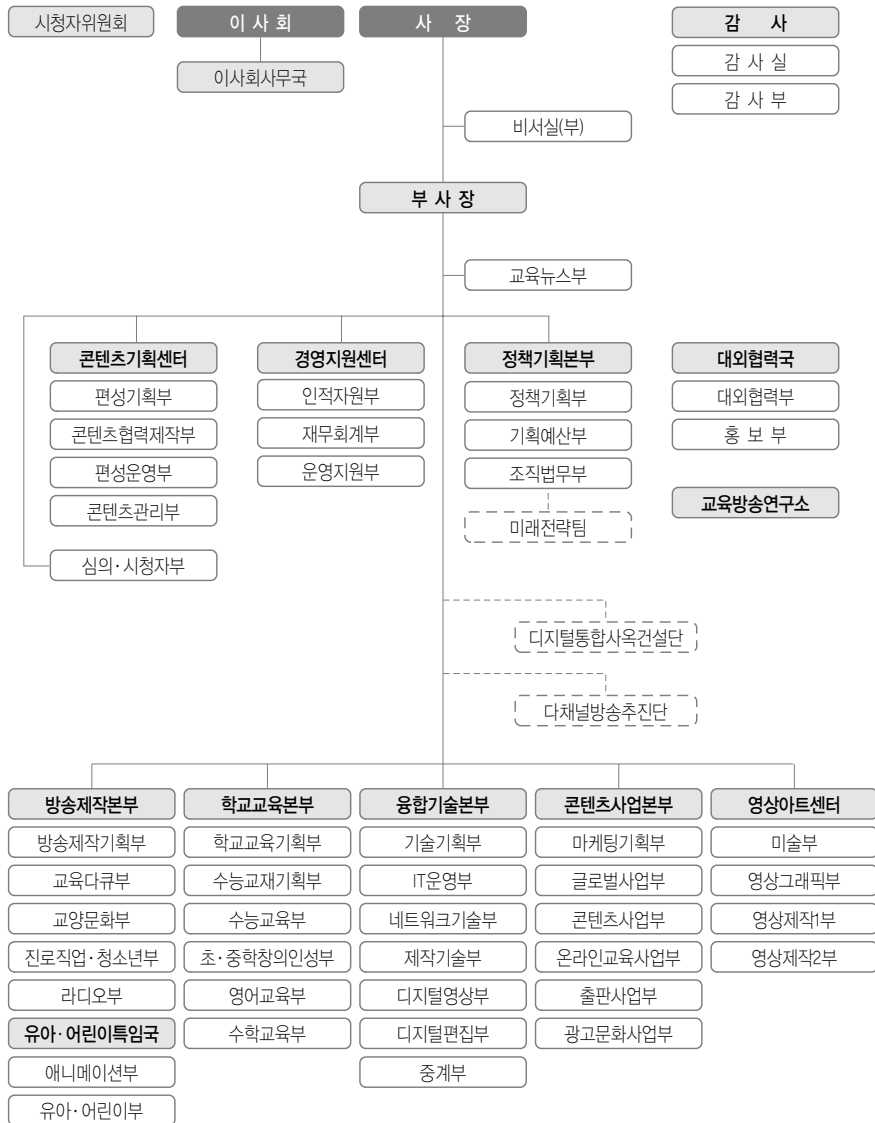 시청자위원회
이 사 회
사 장
감 사
이사회사무국
감 사 실
감 사 부
비서실(부)
부 사 장
교육뉴스부
콘텐츠기획센터
편성기획부
콘텐츠협력제작부
편성운영부
콘텐츠관리부
심의·시청자부
경영지원센터
인적자원부
재무회계부
운영지원부
정책기획본부
정책기획부
기획예산부
조직법무부
미래전략팀
대외협력국
대외협력부
홍 보 부
교육방송연구소
디지털통합사옥건설단
다채널방송추진단
방송제작본부
방송제작기획부
교육다큐부
교양문화부
진로직업·청소년부
라디오부
유아·어린이특임국
애니메이션부
유아·어린이부
학교교육본부
학교교육기획부
수능교재기획부
수능교육부
초·중학창의인성부
영어교육부
수학교육부
융합기술본부
기술기획부
IT운영부
네트워크기술부
제작기술부
디지털영상부
디지털편집부
중계부
콘텐츠사업본부
마케팅기획부
글로벌사업부
콘텐츠사업부
온라인교육사업부
출판사업부
광고문화사업부
영상아트센터
미술부
영상그래픽부
영상제작1부
영상제작2부